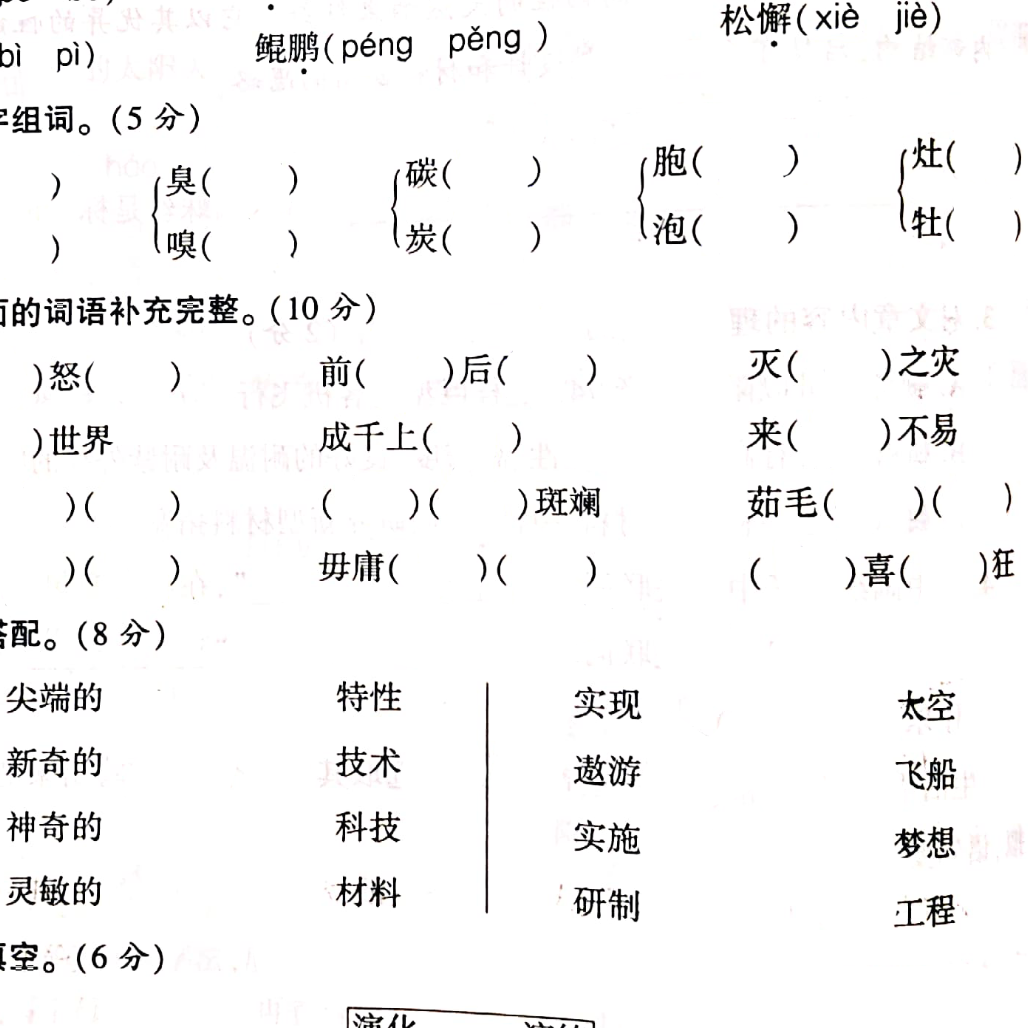 bì pì) 鲲鹏(péng pěng ) 松懈(xiè jiè)
字组词。(5 分)
) 臭( ) 碳( ) 胞( ) 灶( )
) 嗅( ) 炭( ) 泡( ) 牡( )
面的词语补充完整。(10 分)
)怒( ) 前( )后( ) 灭( )之灾
)世界 成千上( ) 来( )不易
)( ) ( )( )斑斓 茹毛( )( )
)( ) 毋庸( )( ) ( )喜( )狂
搭配。(8 分)
尖端的 特性 实现 太空
新奇的 技术 遨游 飞船
神奇的 科技 实施 梦想
灵敏的 材料 研制 工程
填空。(6 分)
演化